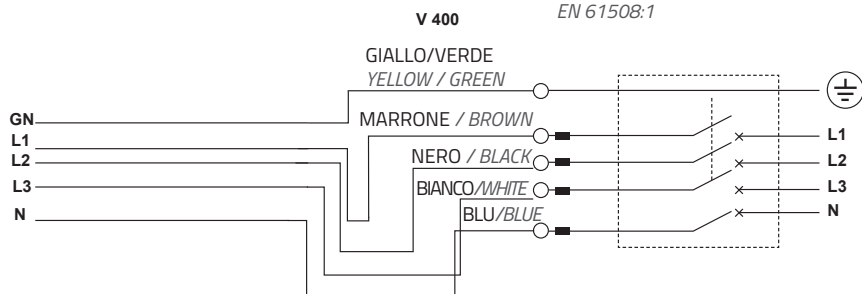 V 400
EN 61508:1
GIALLO/VERDE
YELLOW / GREEN
GN
MARRONE / BROWN
L1
L1
L2
NERO / BLACK
L2
L3
BIANCO/WHITE
L3
N
BLU/BLUE
N